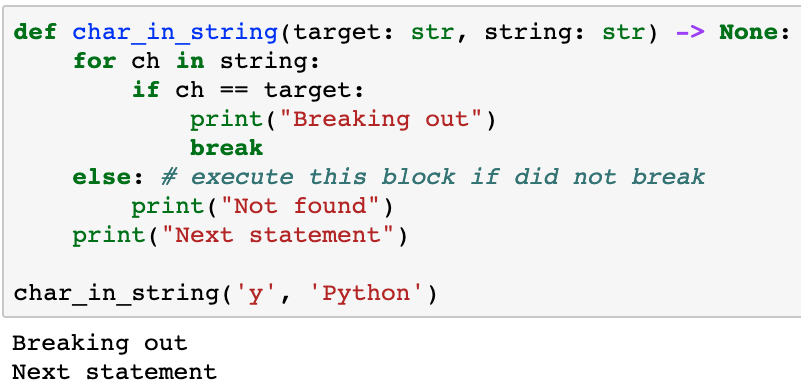 def char_in_string(target: str, string: str) -> None:
    for ch in string:
        if ch == target:
            print("Breaking out")
            break
    else: # execute this block if did not break
        print("Not found")
    print("Next statement")

char_in_string('y', 'Python')
Breaking out
Next statement